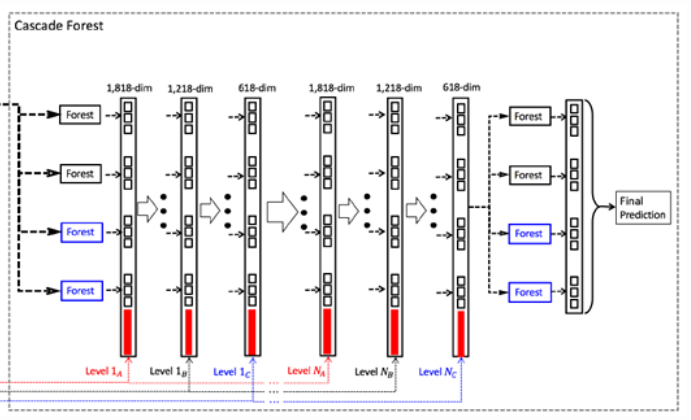 Cascade Forest
1,818-dim 1,218-dim 618-dim 1,818-dim 1,218-dim 618-dim
Forest Forest
Forest Forest
Final
Prediction
Forest Forest
Forest Forest
Level 1A Level 1B Level 1C Level NA Level NB Level NC